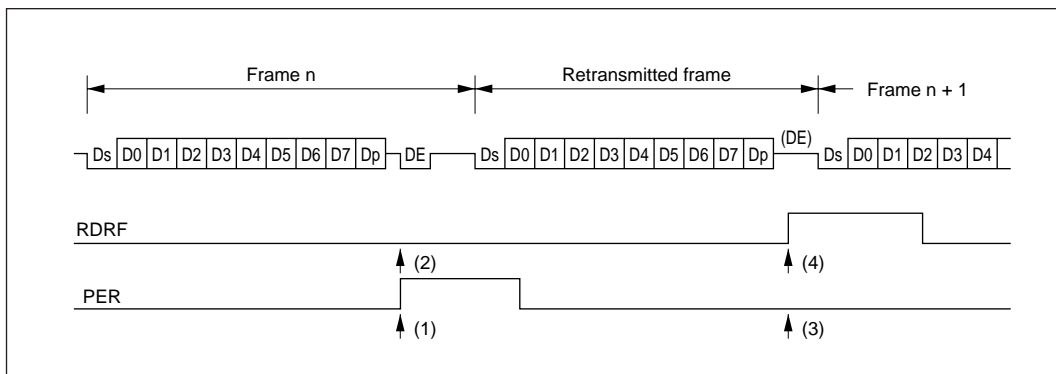 Frame n Retransmitted frame Frame n + 1
Ds D0 D1 D2 D3 D4 D5 D6 D7 Dp DE Ds D0 D1 D2 D3 D4 D5 D6 D7 Dp (DE) Ds D0 D1 D2 D3 D4
RDRF
(2) (4)
PER
(1) (3)